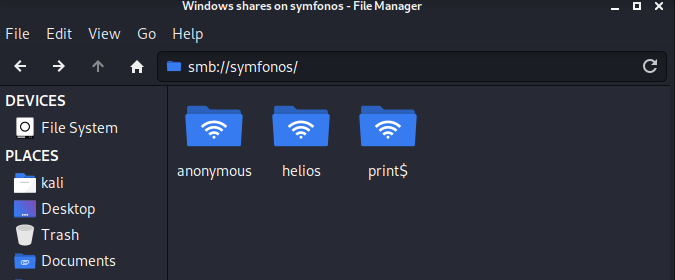 Windows shares on symfonos - File Manager
File Edit View Go Help
smb://symfonos/
DEVICES
File System
PLACES
kali
Desktop
Trash
Documents
anonymous helios print$